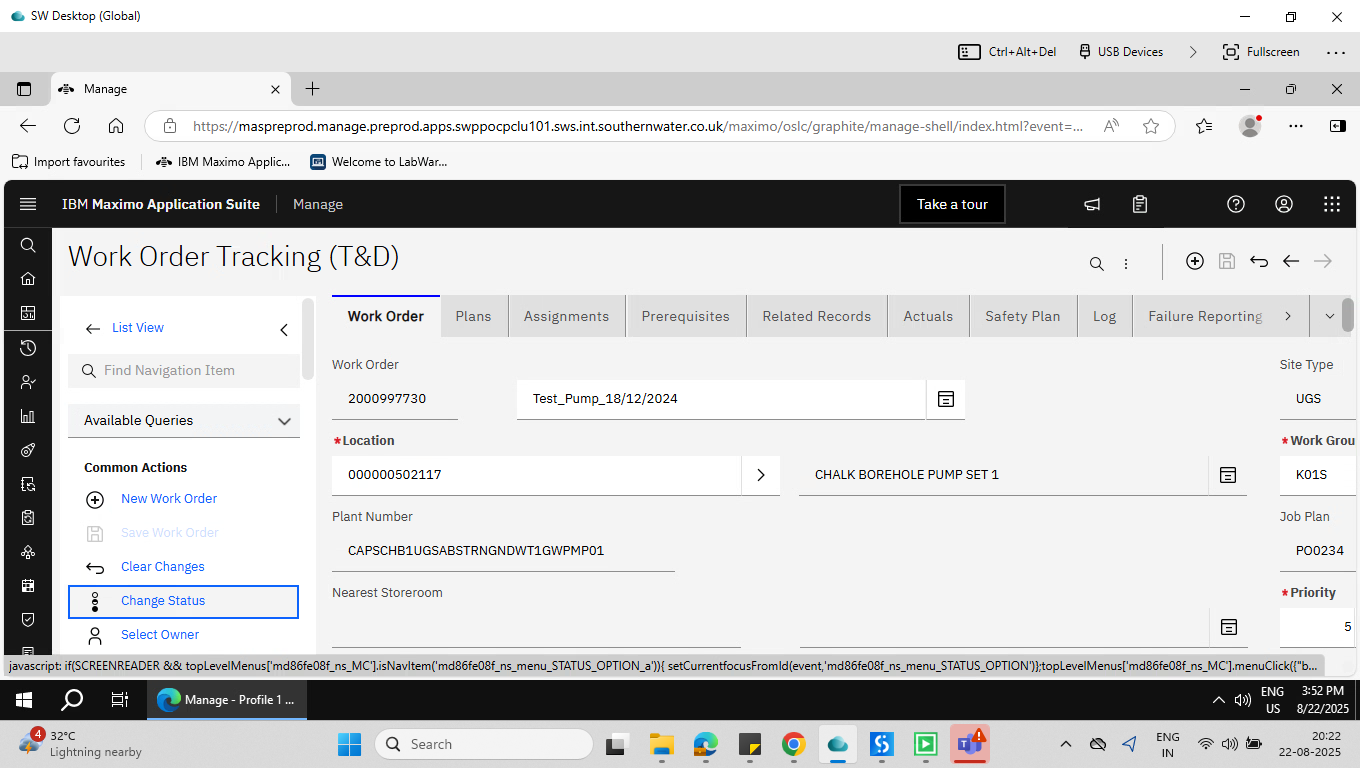 SW Desktop (Global)
Ctrl+Alt+Del
USB Devices
Fullscreen
Manage
https://maspreprod.manage.preprod.apps.swppocpclu101.sws.int.southernwater.co.uk/maximo/oslc/graphite/manage-shell/index.html?event=...
Import favourites
IBM Maximo Applic...
Welcome to LabWar...
IBM Maximo Application Suite
Manage
Take a tour
Work Order Tracking (T&D)
List View
Find Navigation Item
Available Queries
Common Actions
New Work Order
Save Work Order
Clear Changes
Change Status
Select Owner
Work Order
Plans
Assignments
Prerequisites
Related Records
Actuals
Safety Plan
Log
Failure Reporting
Work Order
Site Type
2000997730
Test_Pump_18/12/2024
UGS
*Location
*Work Grou
000000502117
CHALK BOREHOLE PUMP SET 1
K01S
Plant Number
Job Plan
CAPSCHB1UGSABSTRNGNDWT1GWPMP01
PO0234
Nearest Storeroom
*Priority
5
javascript: if(SCREENREADER && topLevelMenus['md86fe08f_ns_MC'].isNavItem('md86fe08f_ns_menu_STATUS_OPTION_a')){ setCurrentfocusFromId(event,'md86fe08f_ns_menu_STATUS_OPTION')};topLevelMenus['md86fe08f_ns_MC'].menuClick({"b...
Manage - Profile 1 ...
ENG
US
3:52 PM
8/22/2025
4
32°C
Lightning nearby
Search
ENG
IN
20:22
22-08-2025